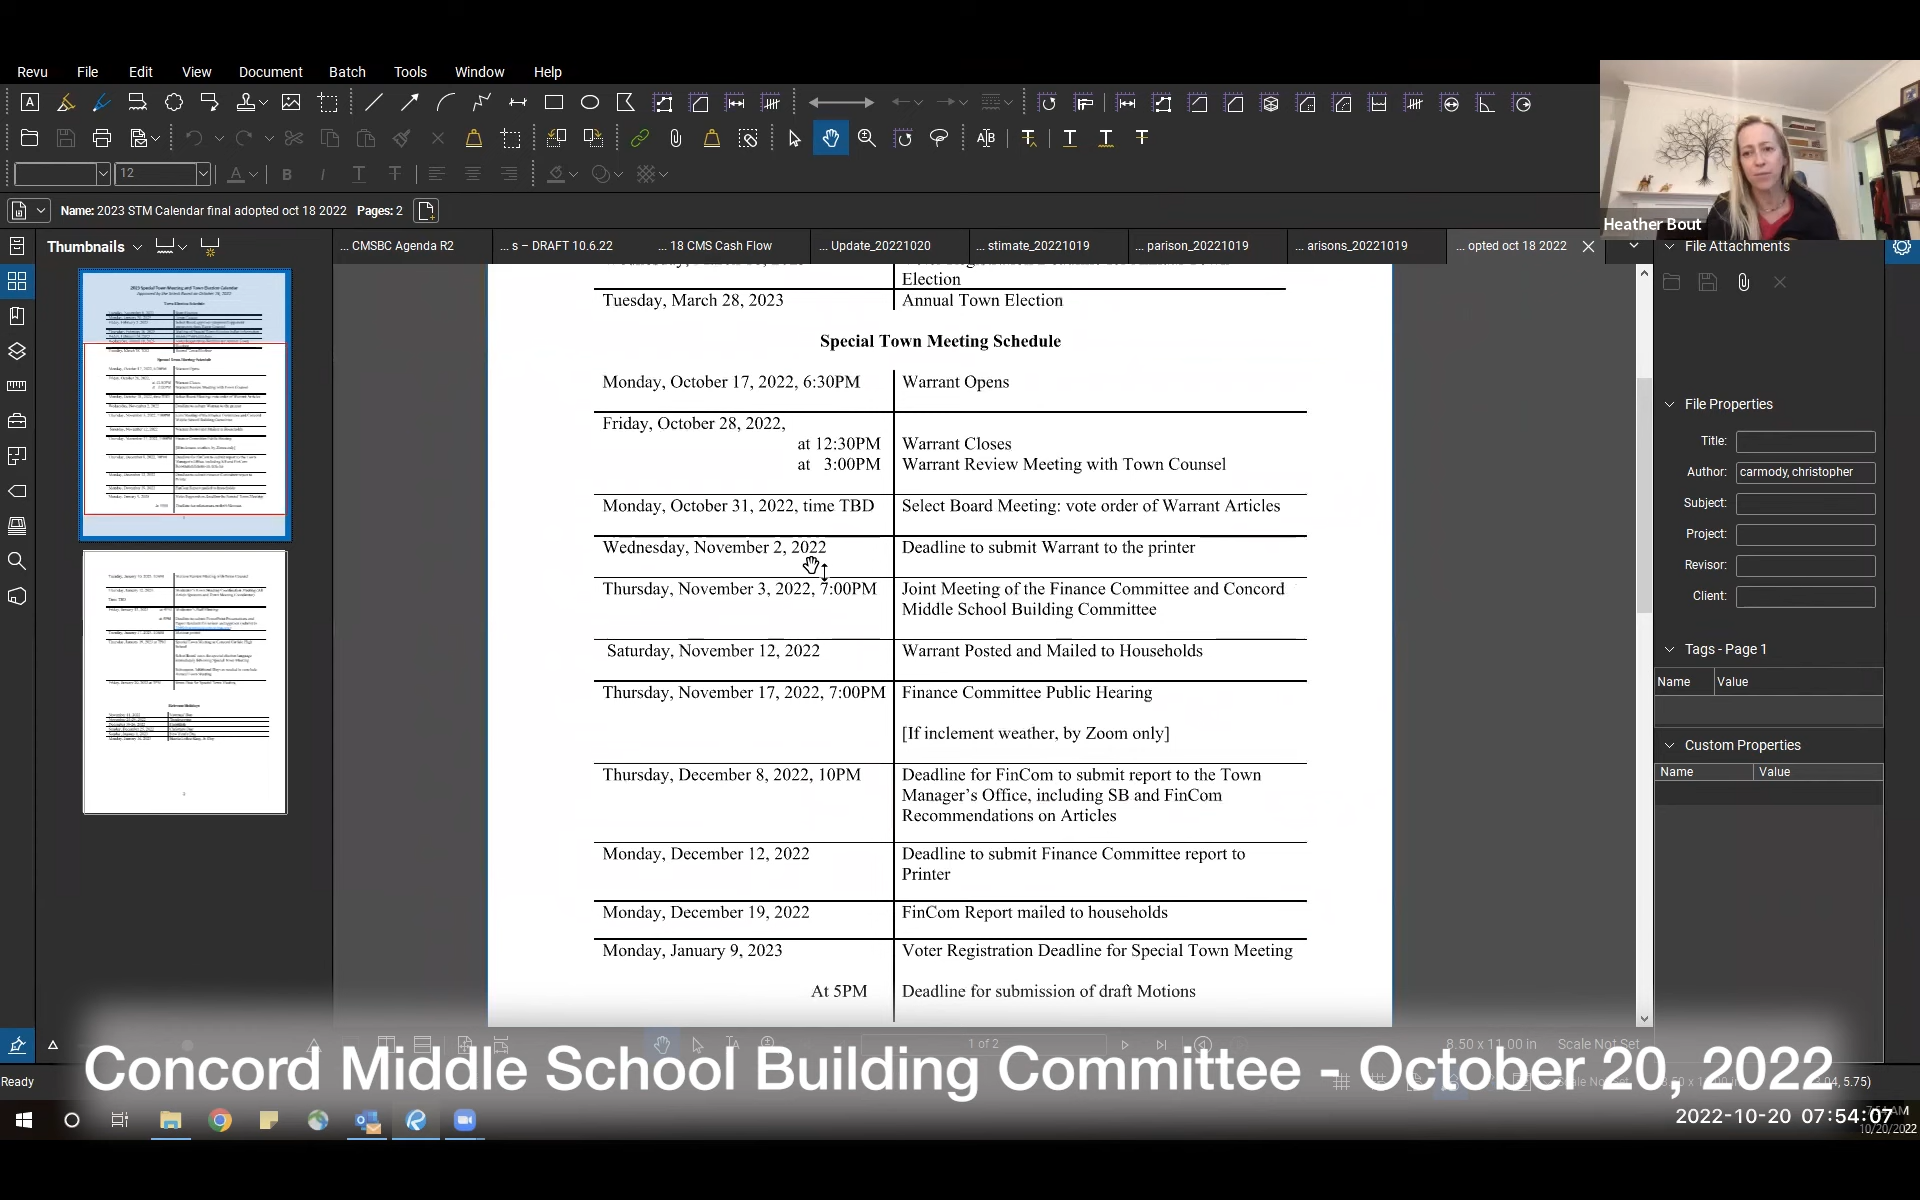 Revu File Edit View Document Batch Tools Window Help
Heather Bout
12
Name: 2023 STM Calendar final adopted oct 18 2022 Pages: 2
Thumbnails
... CMSBC Agenda R2
... s – DRAFT 10.6.22
... 18 CMS Cash Flow
... Update_20221020
... stimate_20221019
... parison_20221019
... arisons_20221019
... opted oct 18 2022
File Attachments
Election
Tuesday, March 28, 2023 Annual Town Election
Special Town Meeting Schedule
Monday, October 17, 2022, 6:30PM Warrant Opens
Friday, October 28, 2022,
at 12:30PM Warrant Closes
at 3:00PM Warrant Review Meeting with Town Counsel
Monday, October 31, 2022, time TBD Select Board Meeting: vote order of Warrant Articles
Wednesday, November 2, 2022 Deadline to submit Warrant to the printer
Thursday, November 3, 2022, 7:00PM Joint Meeting of the Finance Committee and Concord
Middle School Building Committee
Saturday, November 12, 2022 Warrant Posted and Mailed to Households
Thursday, November 17, 2022, 7:00PM Finance Committee Public Hearing
[If inclement weather, by Zoom only]
Thursday, December 8, 2022, 10PM Deadline for FinCom to submit report to the Town
Manager's Office, including SB and FinCom
Recommendations on Articles
Monday, December 12, 2022 Deadline to submit Finance Committee report to
Printer
Monday, December 19, 2022 FinCom Report mailed to households
Monday, January 9, 2023 Voter Registration Deadline for Special Town Meeting
At 5PM Deadline for submission of draft Motions
File Properties
Title:
Author: carmody, christopher
Subject:
Project:
Revisor:
Client:
Tags - Page 1
Name Value
Custom Properties
Name Value
1 of 2
8.50 x 11.00 in Scale Not Set
Concord Middle School Building Committee - October 20, 2022
Ready
2022-10-20 07:54:07
10/20/2022